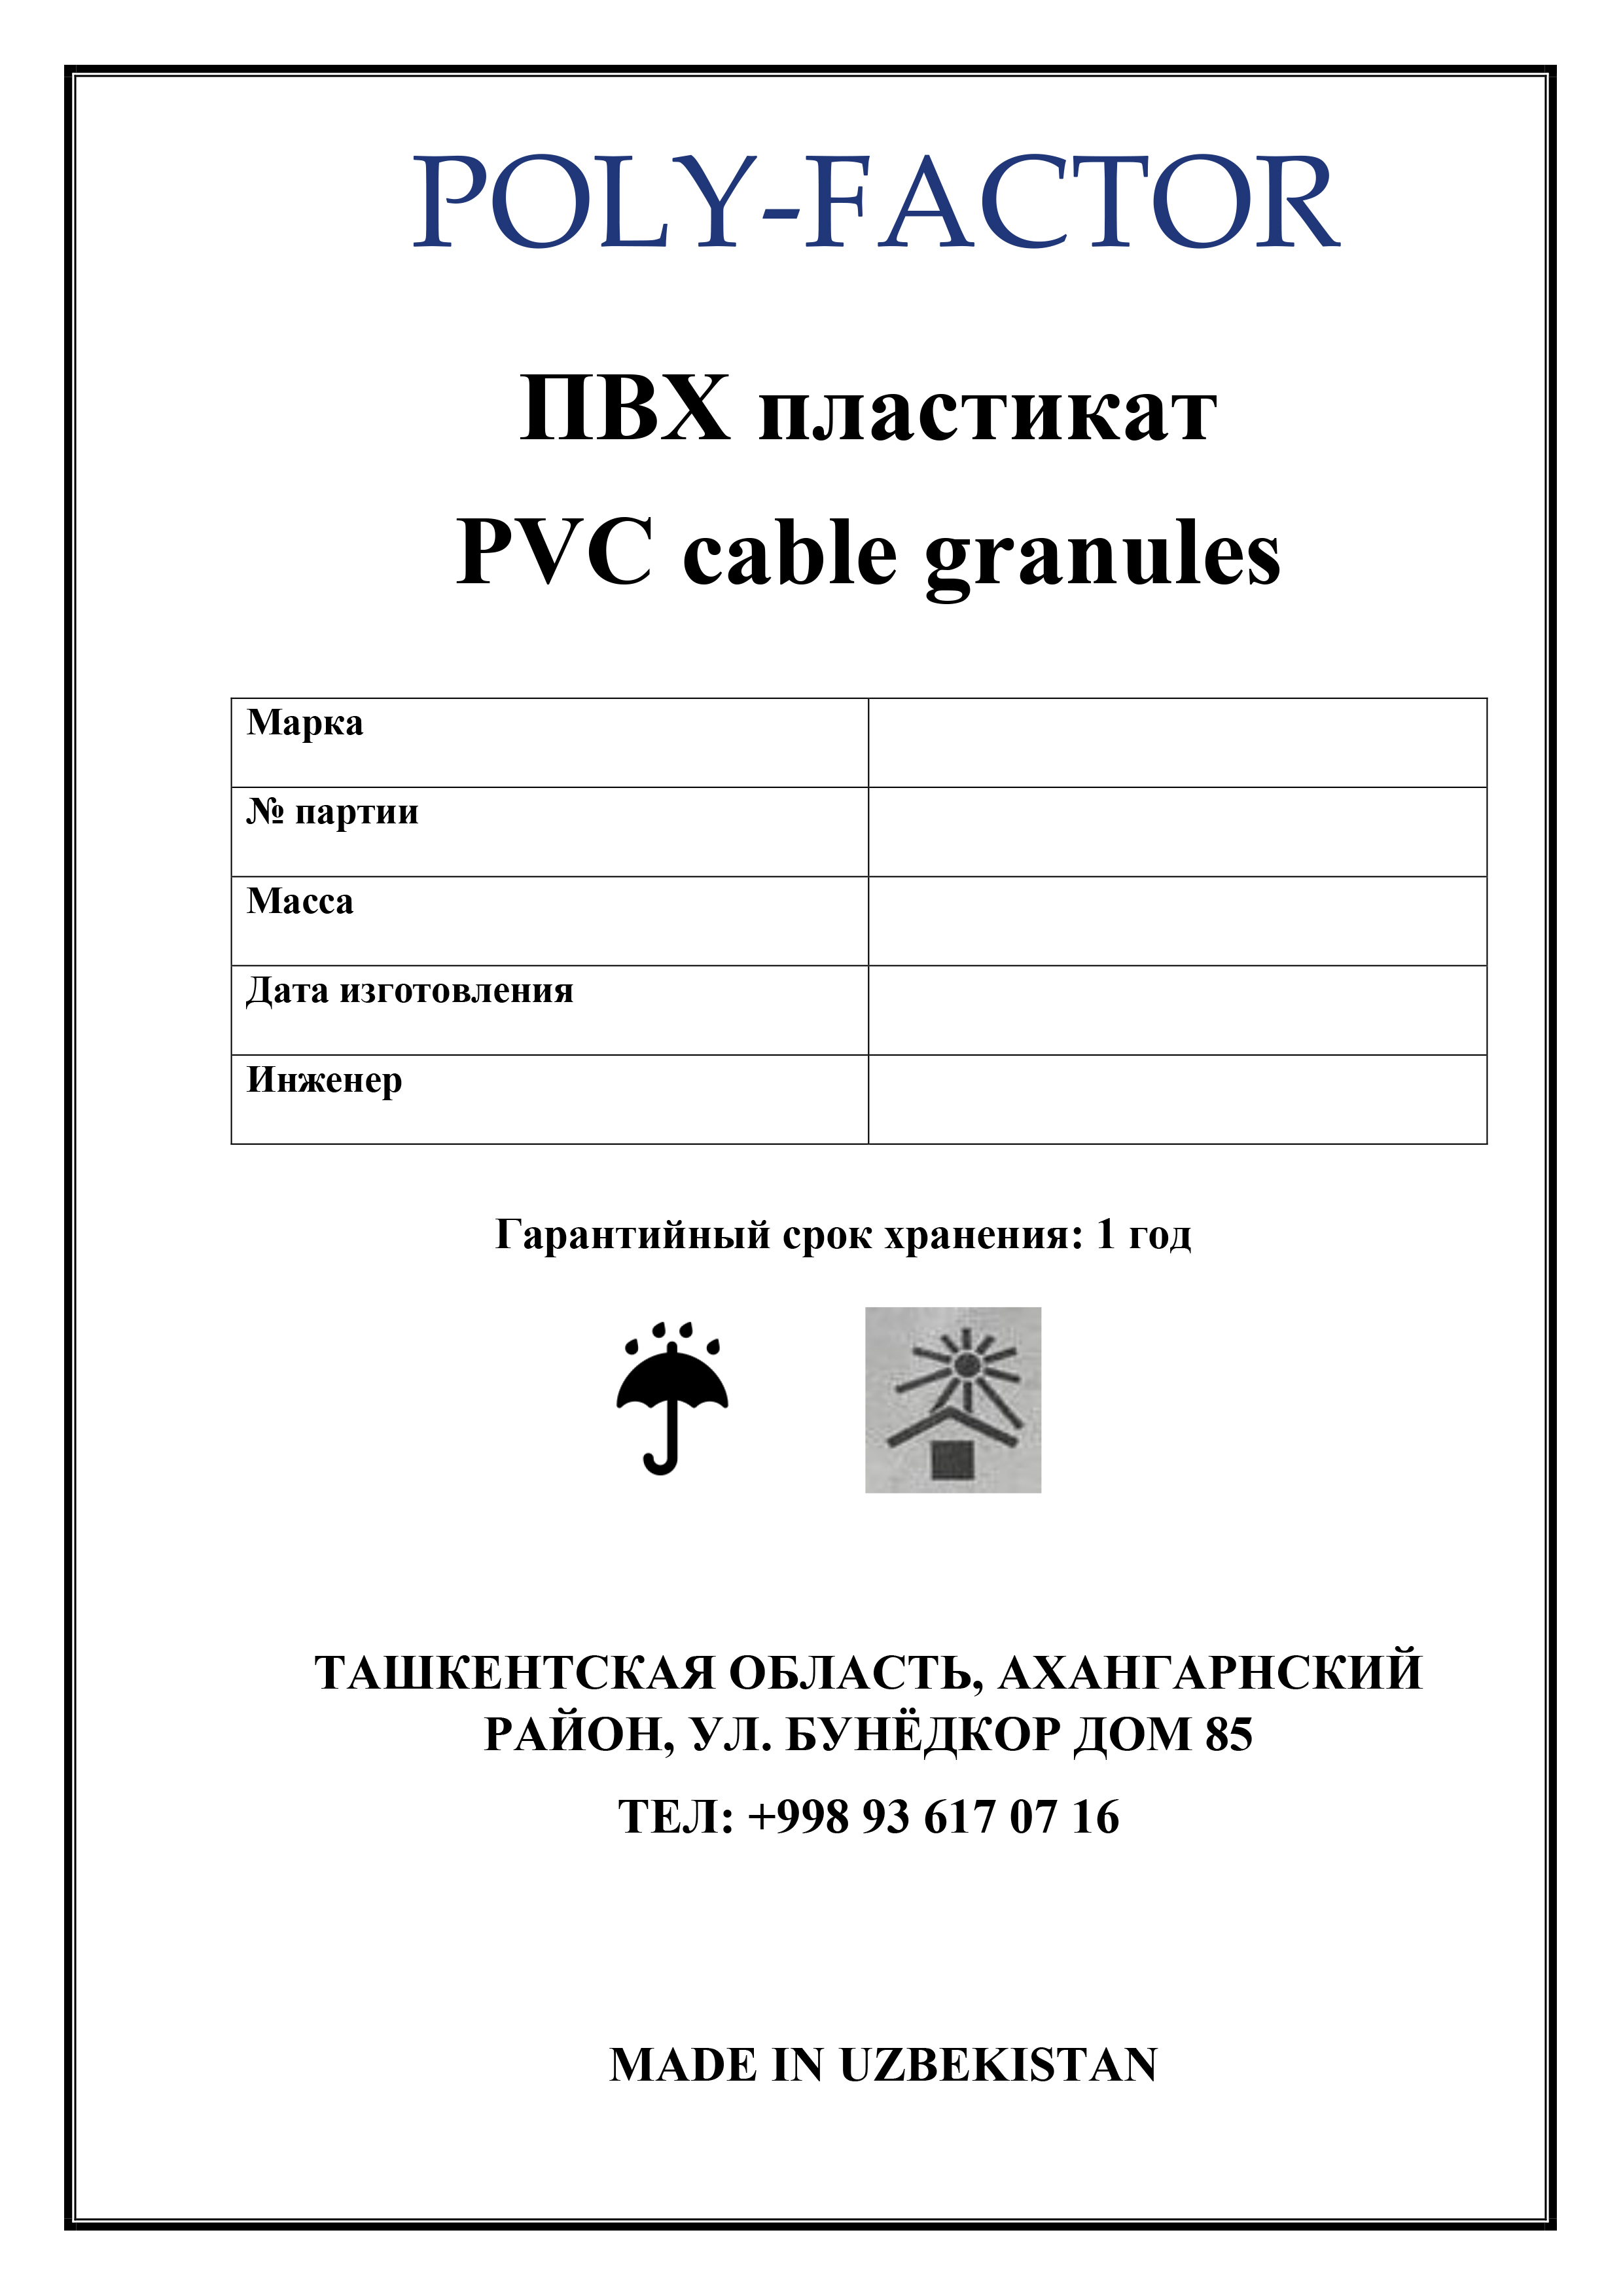 POLY-FACTOR
ПВХ пластикат
PVC cable granules
Марка
№ партии
Масса
Дата изготовления
Инженер
Гарантийный срок хранения: 1 год
ТАШКЕНТСКАЯ ОБЛАСТЬ, АХАНГАРНСКИЙ
РАЙОН, УЛ. БУНЁДКОР ДОМ 85
ТЕЛ: +998 93 617 07 16
MADE IN UZBEKISTAN